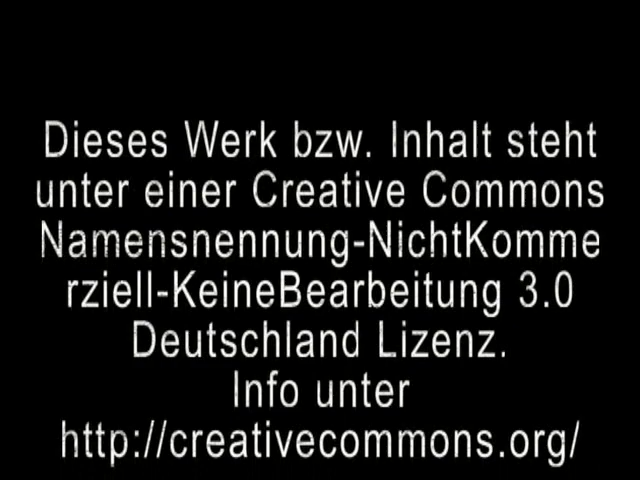 Dieses Werk bzw. Inhalt steht
unter einer Creative Commons
Namensnennung-NichtKomme
rziell-KeineBearbeitung 3.0
Deutschland Lizenz.
Info unter
http://creativecommons.org/